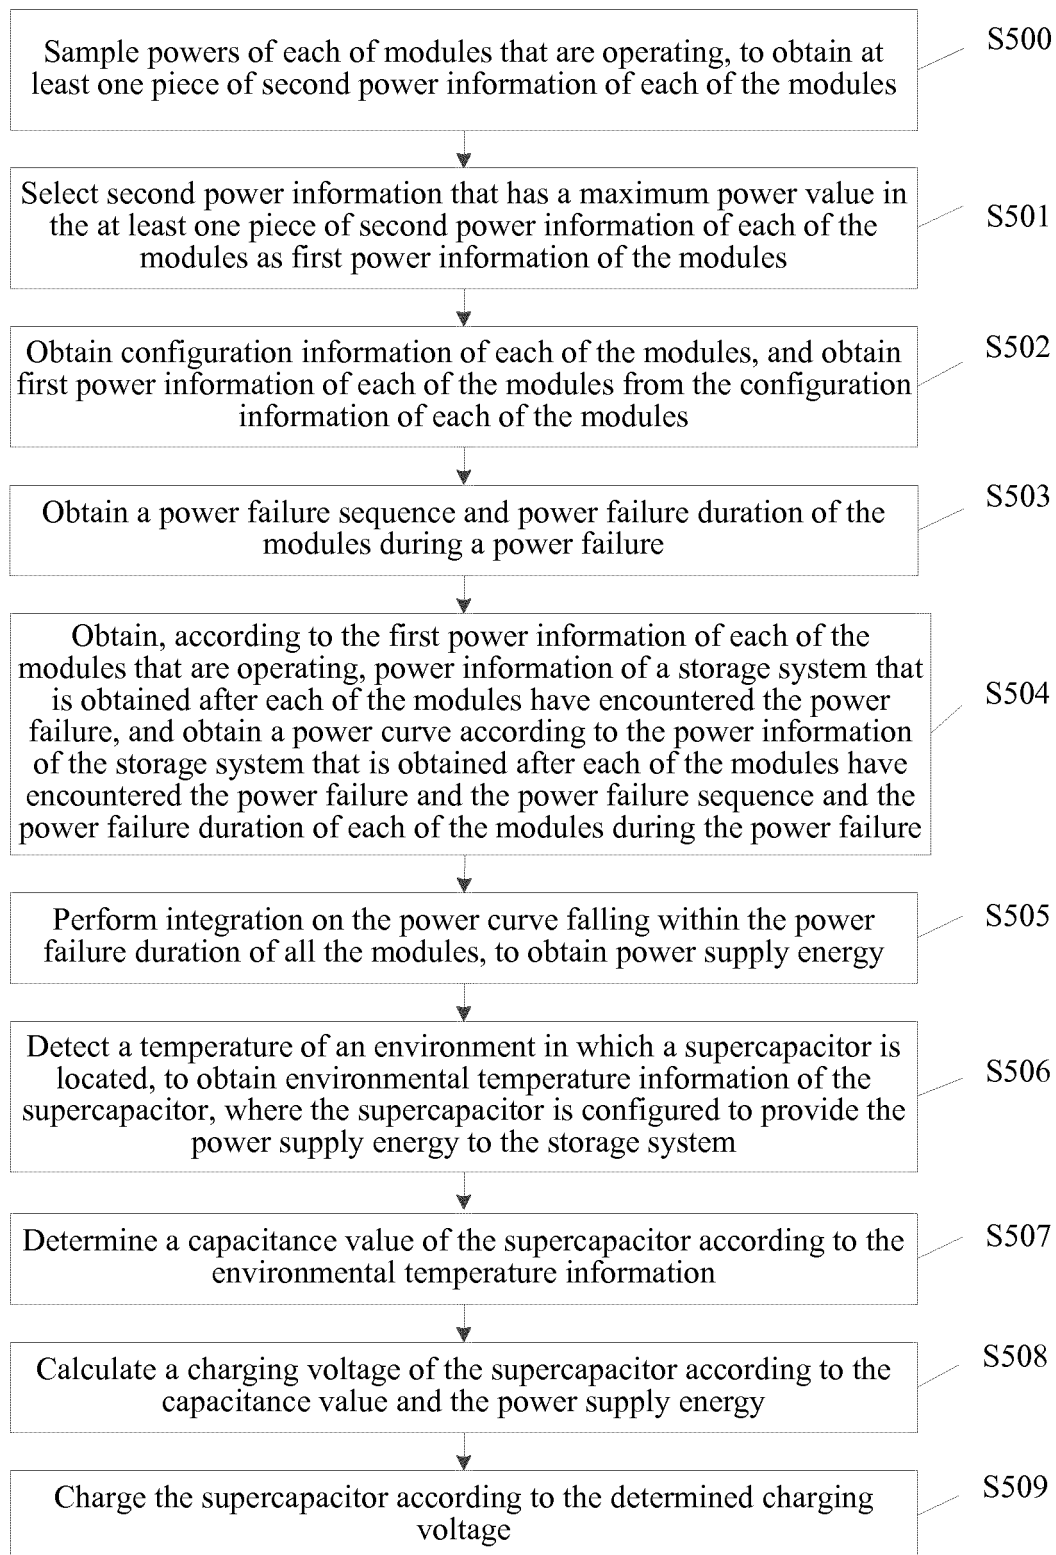 Sample powers of each of modules that are operating, to obtain at
least one piece of second power information of each of the modules
S500
Select second power information that has a maximum power value in
the at least one piece of second power information of each of the
modules as first power information of the modules
S501
Obtain configuration information of each of the modules, and obtain
first power information of each of the modules from the configuration
information of each of the modules
S502
Obtain a power failure sequence and power failure duration of the
modules during a power failure
S503
Obtain, according to the first power information of each of the
modules that are operating, power information of a storage system that
is obtained after each of the modules have encountered the power
failure, and obtain a power curve according to the power information
of the storage system that is obtained after each of the modules have
encountered the power failure and the power failure sequence and the
power failure duration of each of the modules during the power failure
S504
Perform integration on the power curve falling within the power
failure duration of all the modules, to obtain power supply energy
S505
Detect a temperature of an environment in which a supercapacitor is
located, to obtain environmental temperature information of the
supercapacitor, where the supercapacitor is configured to provide the
power supply energy to the storage system
S506
Determine a capacitance value of the supercapacitor according to the
environmental temperature information
S507
Calculate a charging voltage of the supercapacitor according to the
capacitance value and the power supply energy
S508
Charge the supercapacitor according to the determined charging
voltage
S509